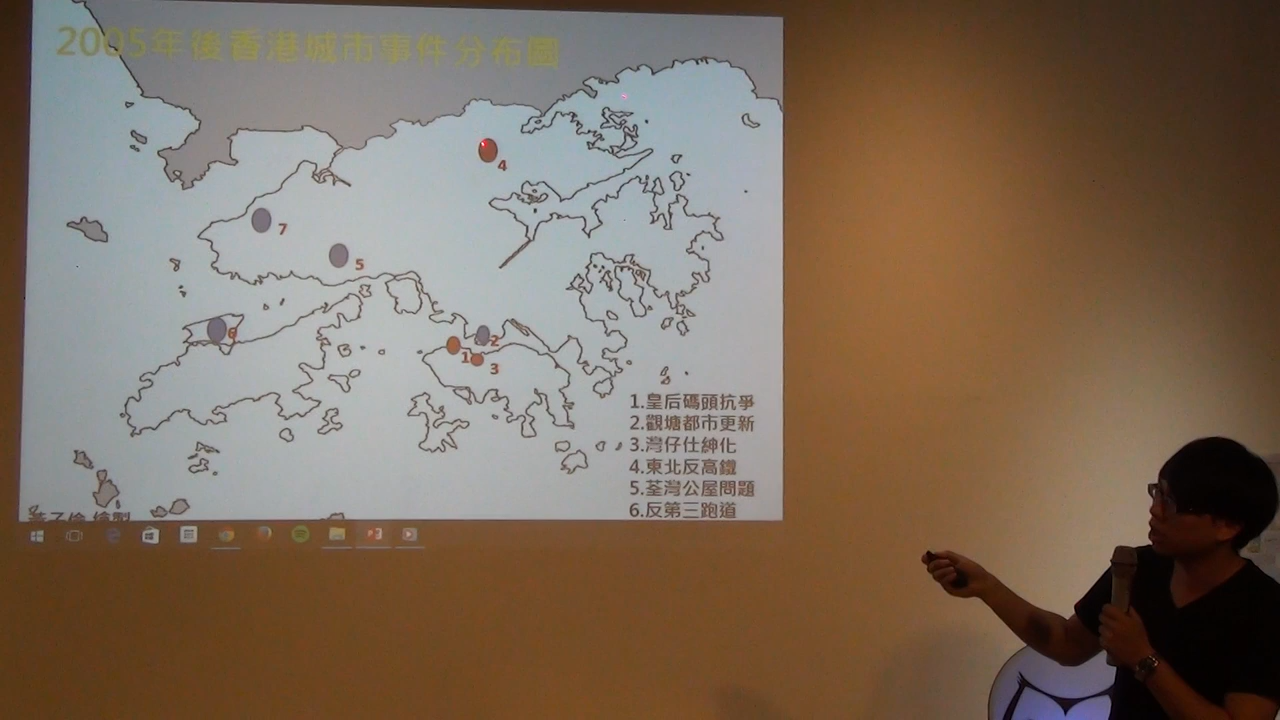 2005年後香港城市事件分布圖
4
7
5
6
2
1
3
1.皇后碼頭抗爭
2.觀塘都市更新
3.灣仔仕紳化
4.東北反高鐵
5.荃灣公屋問題
6.反第三跑道